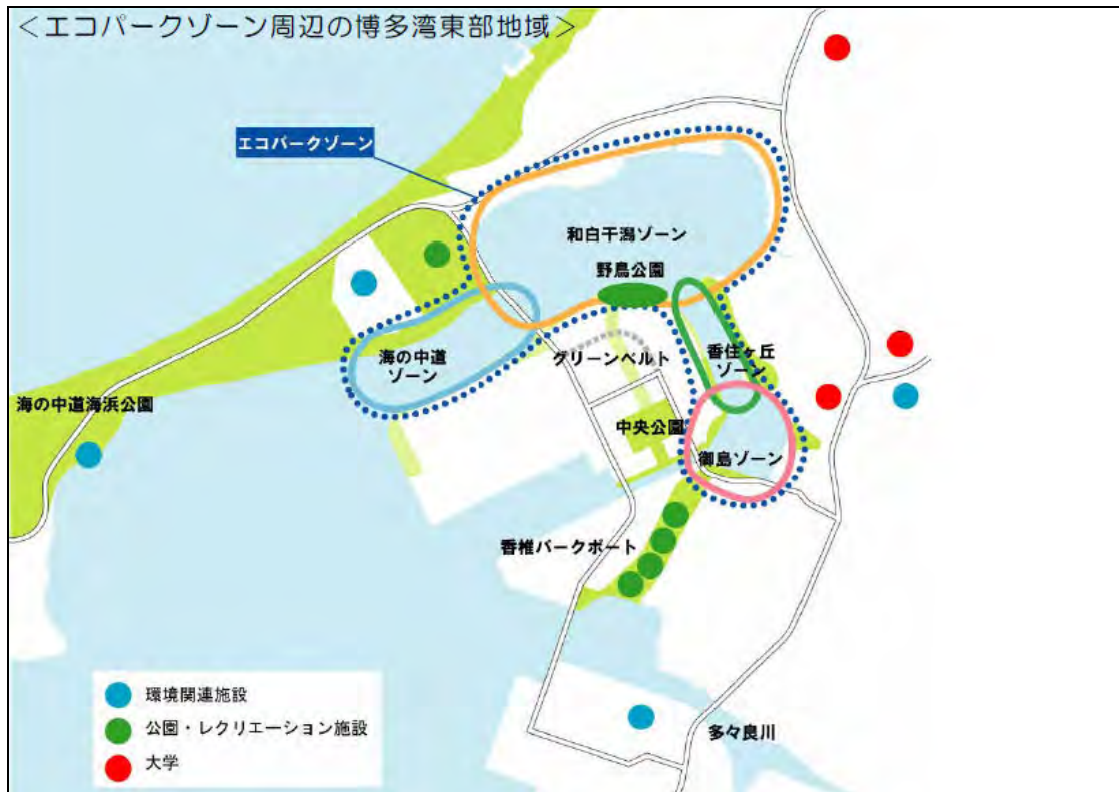 ＜エコパークゾーン周辺の博多湾東部地域＞
エコパークゾーン
和白干潟ゾーン
野鳥公園
海の中道
ゾーン
グリーンベルト
香住ヶ丘
ゾーン
海の中道海浜公園
中央公園
御島ゾーン
香椎パークポート
環境関連施設
公園・レクリエーション施設
大学
多々良川